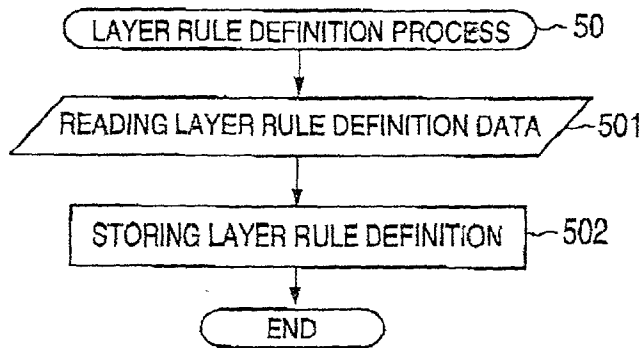 LAYER RULE DEFINITION PROCESS 50
READING LAYER RULE DEFINITION DATA 501
STORING LAYER RULE DEFINITION 502
END